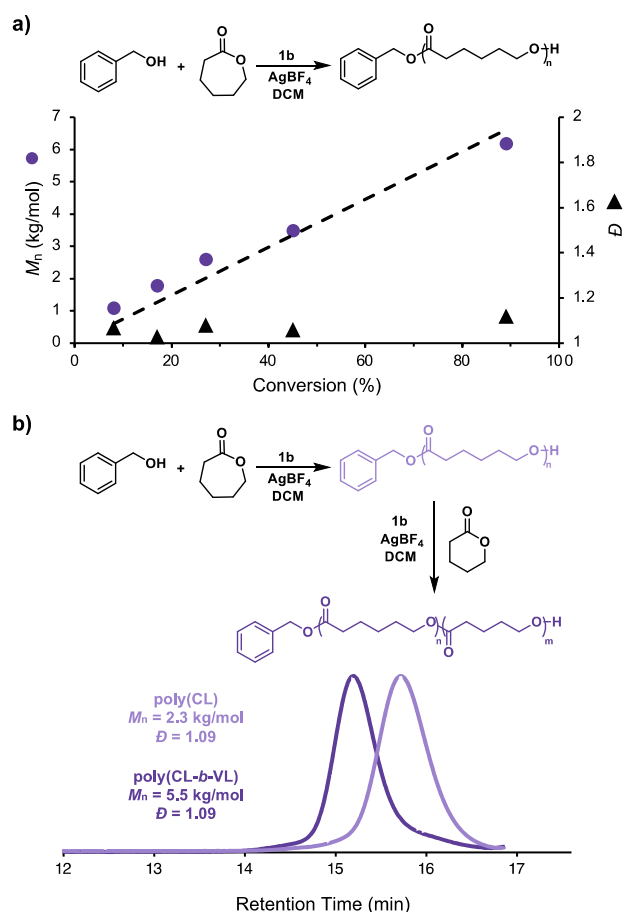 a)
OH
+
O
O
1b
AgBF4
DCM
O
O
O
H
n
7
6
5
4
3
2
1
0
Mn (kg/mol)
2
1.8
1.6
1.4
1.2
1
Đ
0
20
40
60
80
100
Conversion (%)
b)
OH
+
O
O
1b
AgBF4
DCM
O
O
O
H
n
1b
AgBF4
DCM
O
O
O
O
O
n
O
O
H
m
poly(CL)
Mn = 2.3 kg/mol
Đ = 1.09
poly(CL-b-VL)
Mn = 5.5 kg/mol
Đ = 1.09
12
13
14
15
16
17
Retention Time (min)